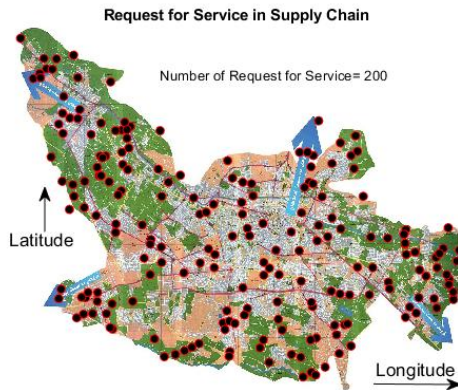 Request for Service in Supply Chain
Number of Request for Service= 200
Latitude
Longitude